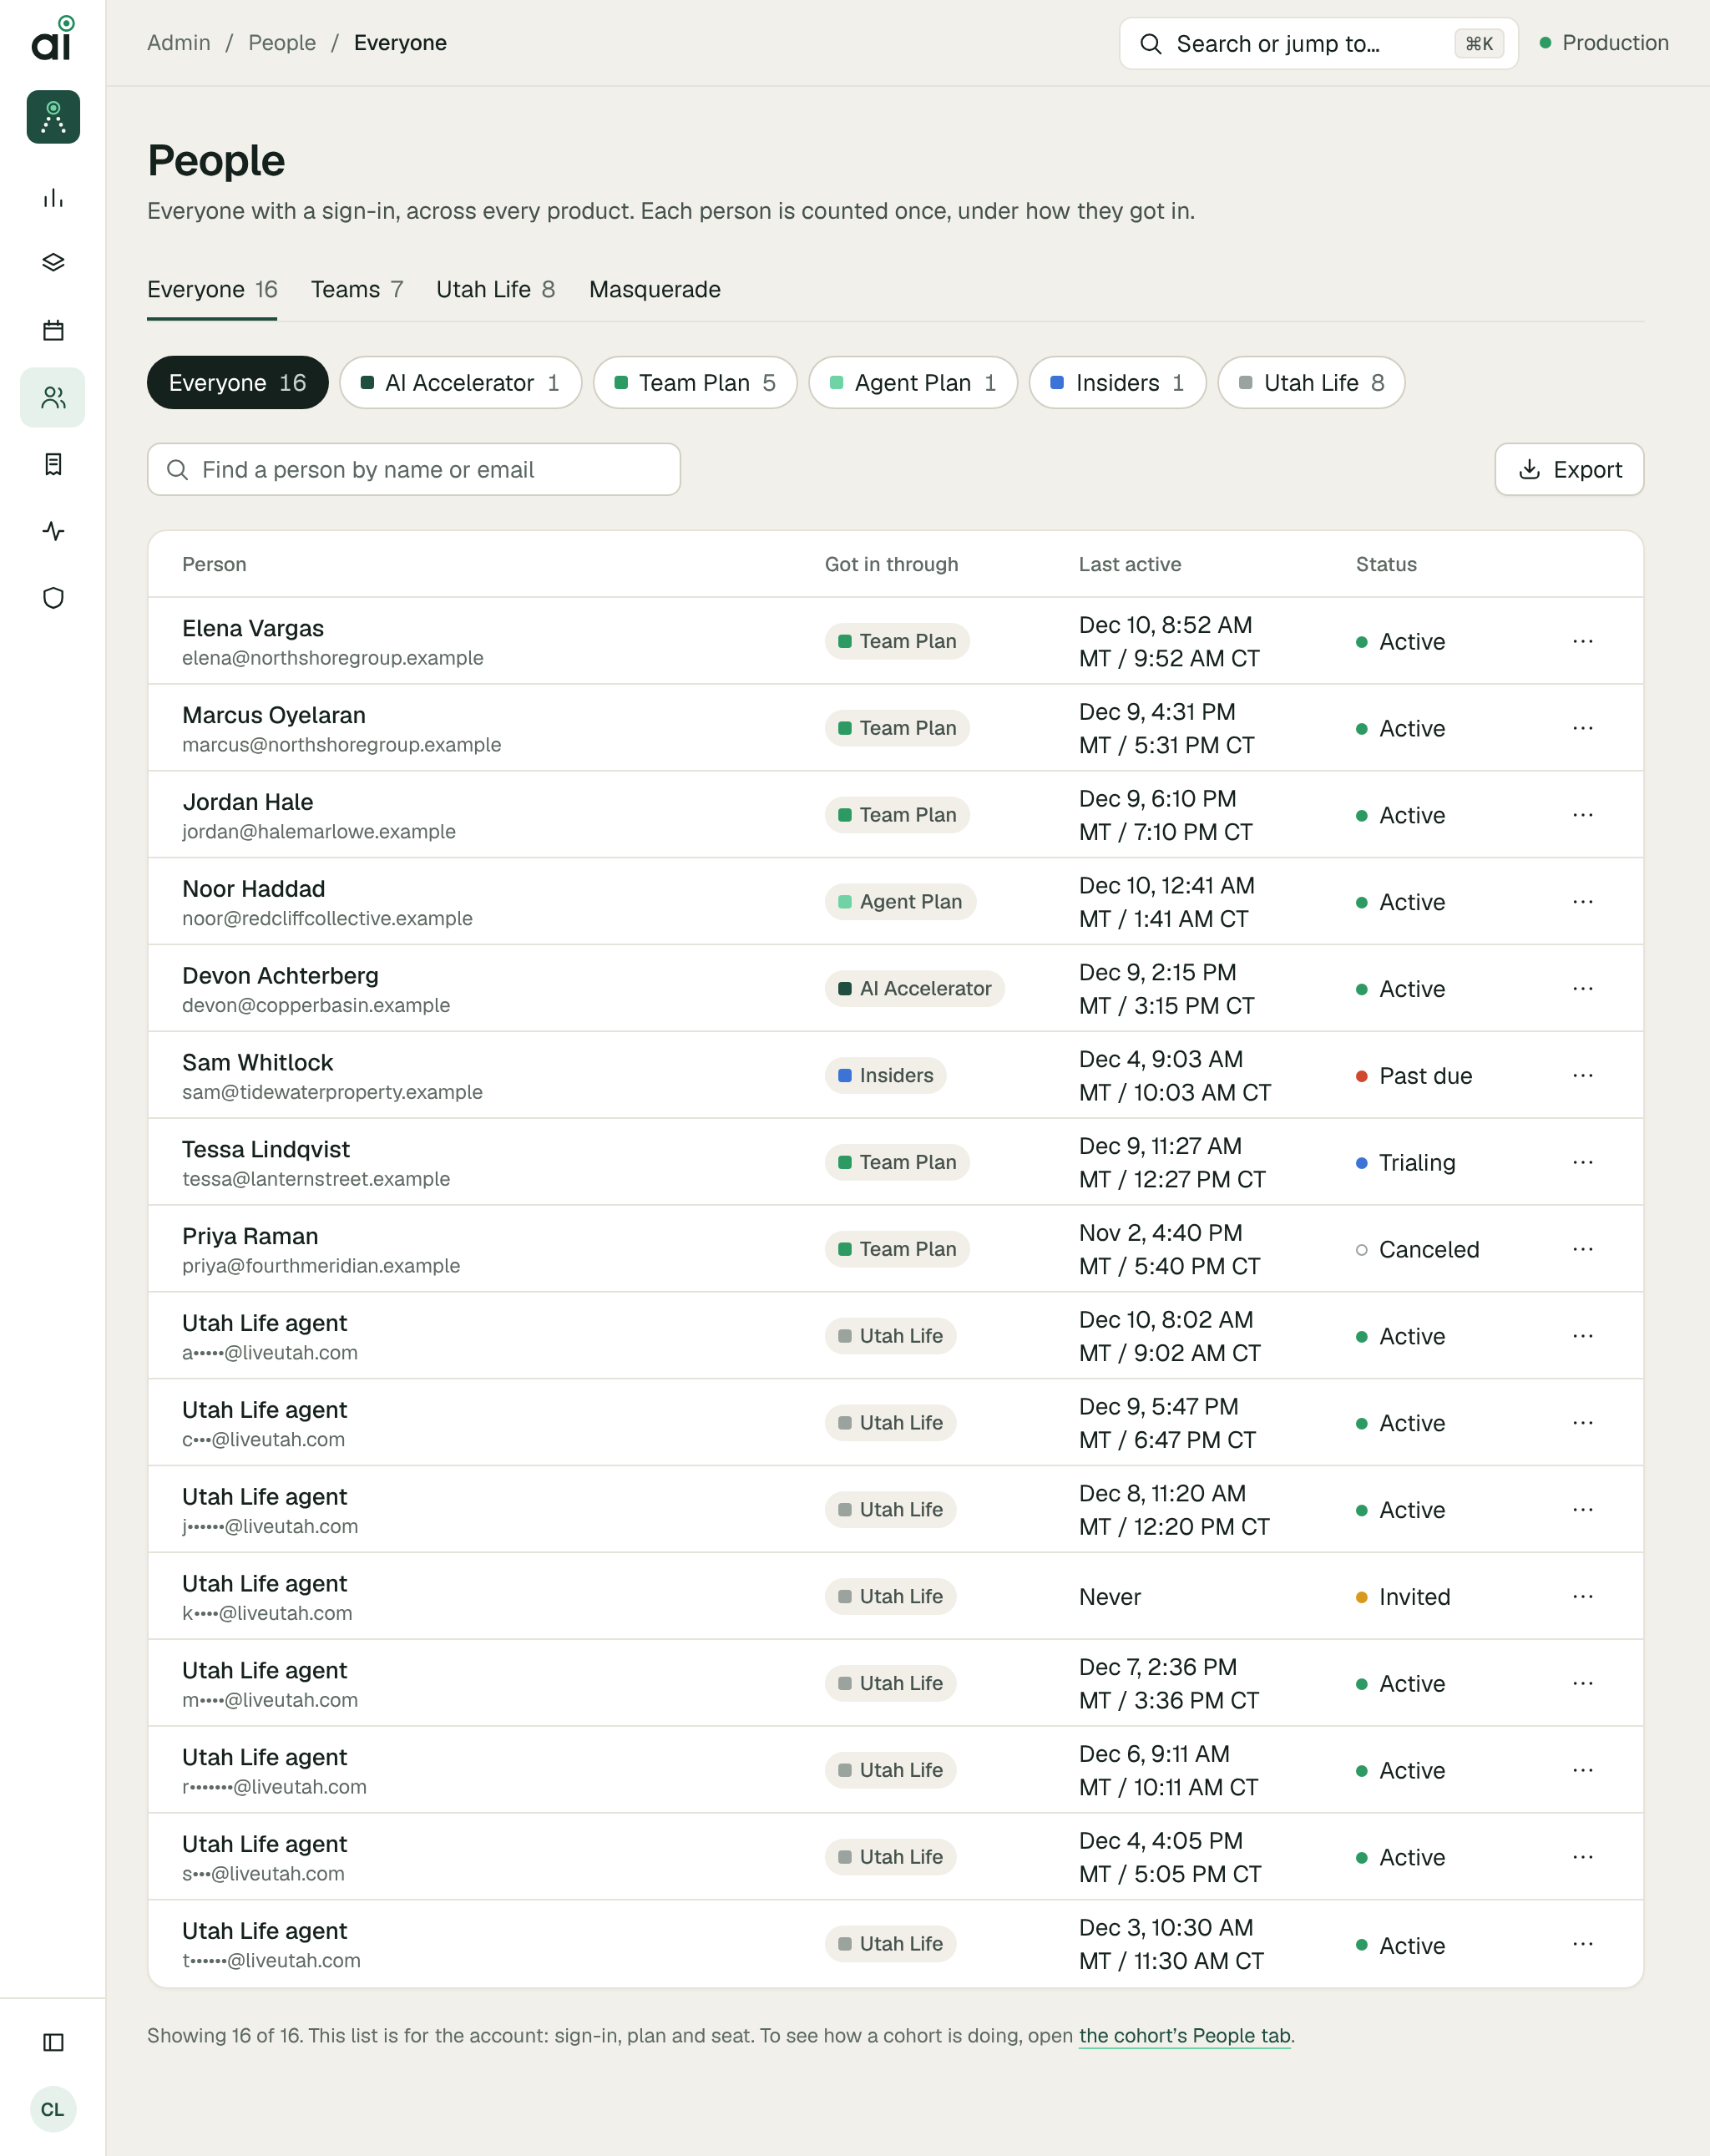 ai
Admin / People / Everyone
Search or jump to… ⌘K
Production
People
Everyone with a sign-in, across every product. Each person is counted once, under how they got in.
Everyone 16 Teams 7 Utah Life 8 Masquerade
Everyone 16 AI Accelerator 1 Team Plan 5 Agent Plan 1 Insiders 1 Utah Life 8
Find a person by name or email
Export
Person Got in through Last active Status
Elena Vargas
elena@northshoregroup.example
Team Plan
Dec 10, 8:52 AM
MT / 9:52 AM CT
Active
Marcus Oyelaran
marcus@northshoregroup.example
Team Plan
Dec 9, 4:31 PM
MT / 5:31 PM CT
Active
Jordan Hale
jordan@halemarlowe.example
Team Plan
Dec 9, 6:10 PM
MT / 7:10 PM CT
Active
Noor Haddad
noor@redcliffcollective.example
Agent Plan
Dec 10, 12:41 AM
MT / 1:41 AM CT
Active
Devon Achterberg
devon@copperbasin.example
AI Accelerator
Dec 9, 2:15 PM
MT / 3:15 PM CT
Active
Sam Whitlock
sam@tidewaterproperty.example
Insiders
Dec 4, 9:03 AM
MT / 10:03 AM CT
Past due
Tessa Lindqvist
tessa@lanternstreet.example
Team Plan
Dec 9, 11:27 AM
MT / 12:27 PM CT
Trialing
Priya Raman
priya@fourthmeridian.example
Team Plan
Nov 2, 4:40 PM
MT / 5:40 PM CT
Canceled
Utah Life agent
a•••••@liveutah.com
Utah Life
Dec 10, 8:02 AM
MT / 9:02 AM CT
Active
Utah Life agent
c•••@liveutah.com
Utah Life
Dec 9, 5:47 PM
MT / 6:47 PM CT
Active
Utah Life agent
j••••••@liveutah.com
Utah Life
Dec 8, 11:20 AM
MT / 12:20 PM CT
Active
Utah Life agent
k••••@liveutah.com
Utah Life
Never
Invited
Utah Life agent
m••••@liveutah.com
Utah Life
Dec 7, 2:36 PM
MT / 3:36 PM CT
Active
Utah Life agent
r•••••••@liveutah.com
Utah Life
Dec 6, 9:11 AM
MT / 10:11 AM CT
Active
Utah Life agent
s•••@liveutah.com
Utah Life
Dec 4, 4:05 PM
MT / 5:05 PM CT
Active
Utah Life agent
t••••••@liveutah.com
Utah Life
Dec 3, 10:30 AM
MT / 11:30 AM CT
Active
Showing 16 of 16. This list is for the account: sign-in, plan and seat. To see how a cohort is doing, open the cohort’s People tab.
CL